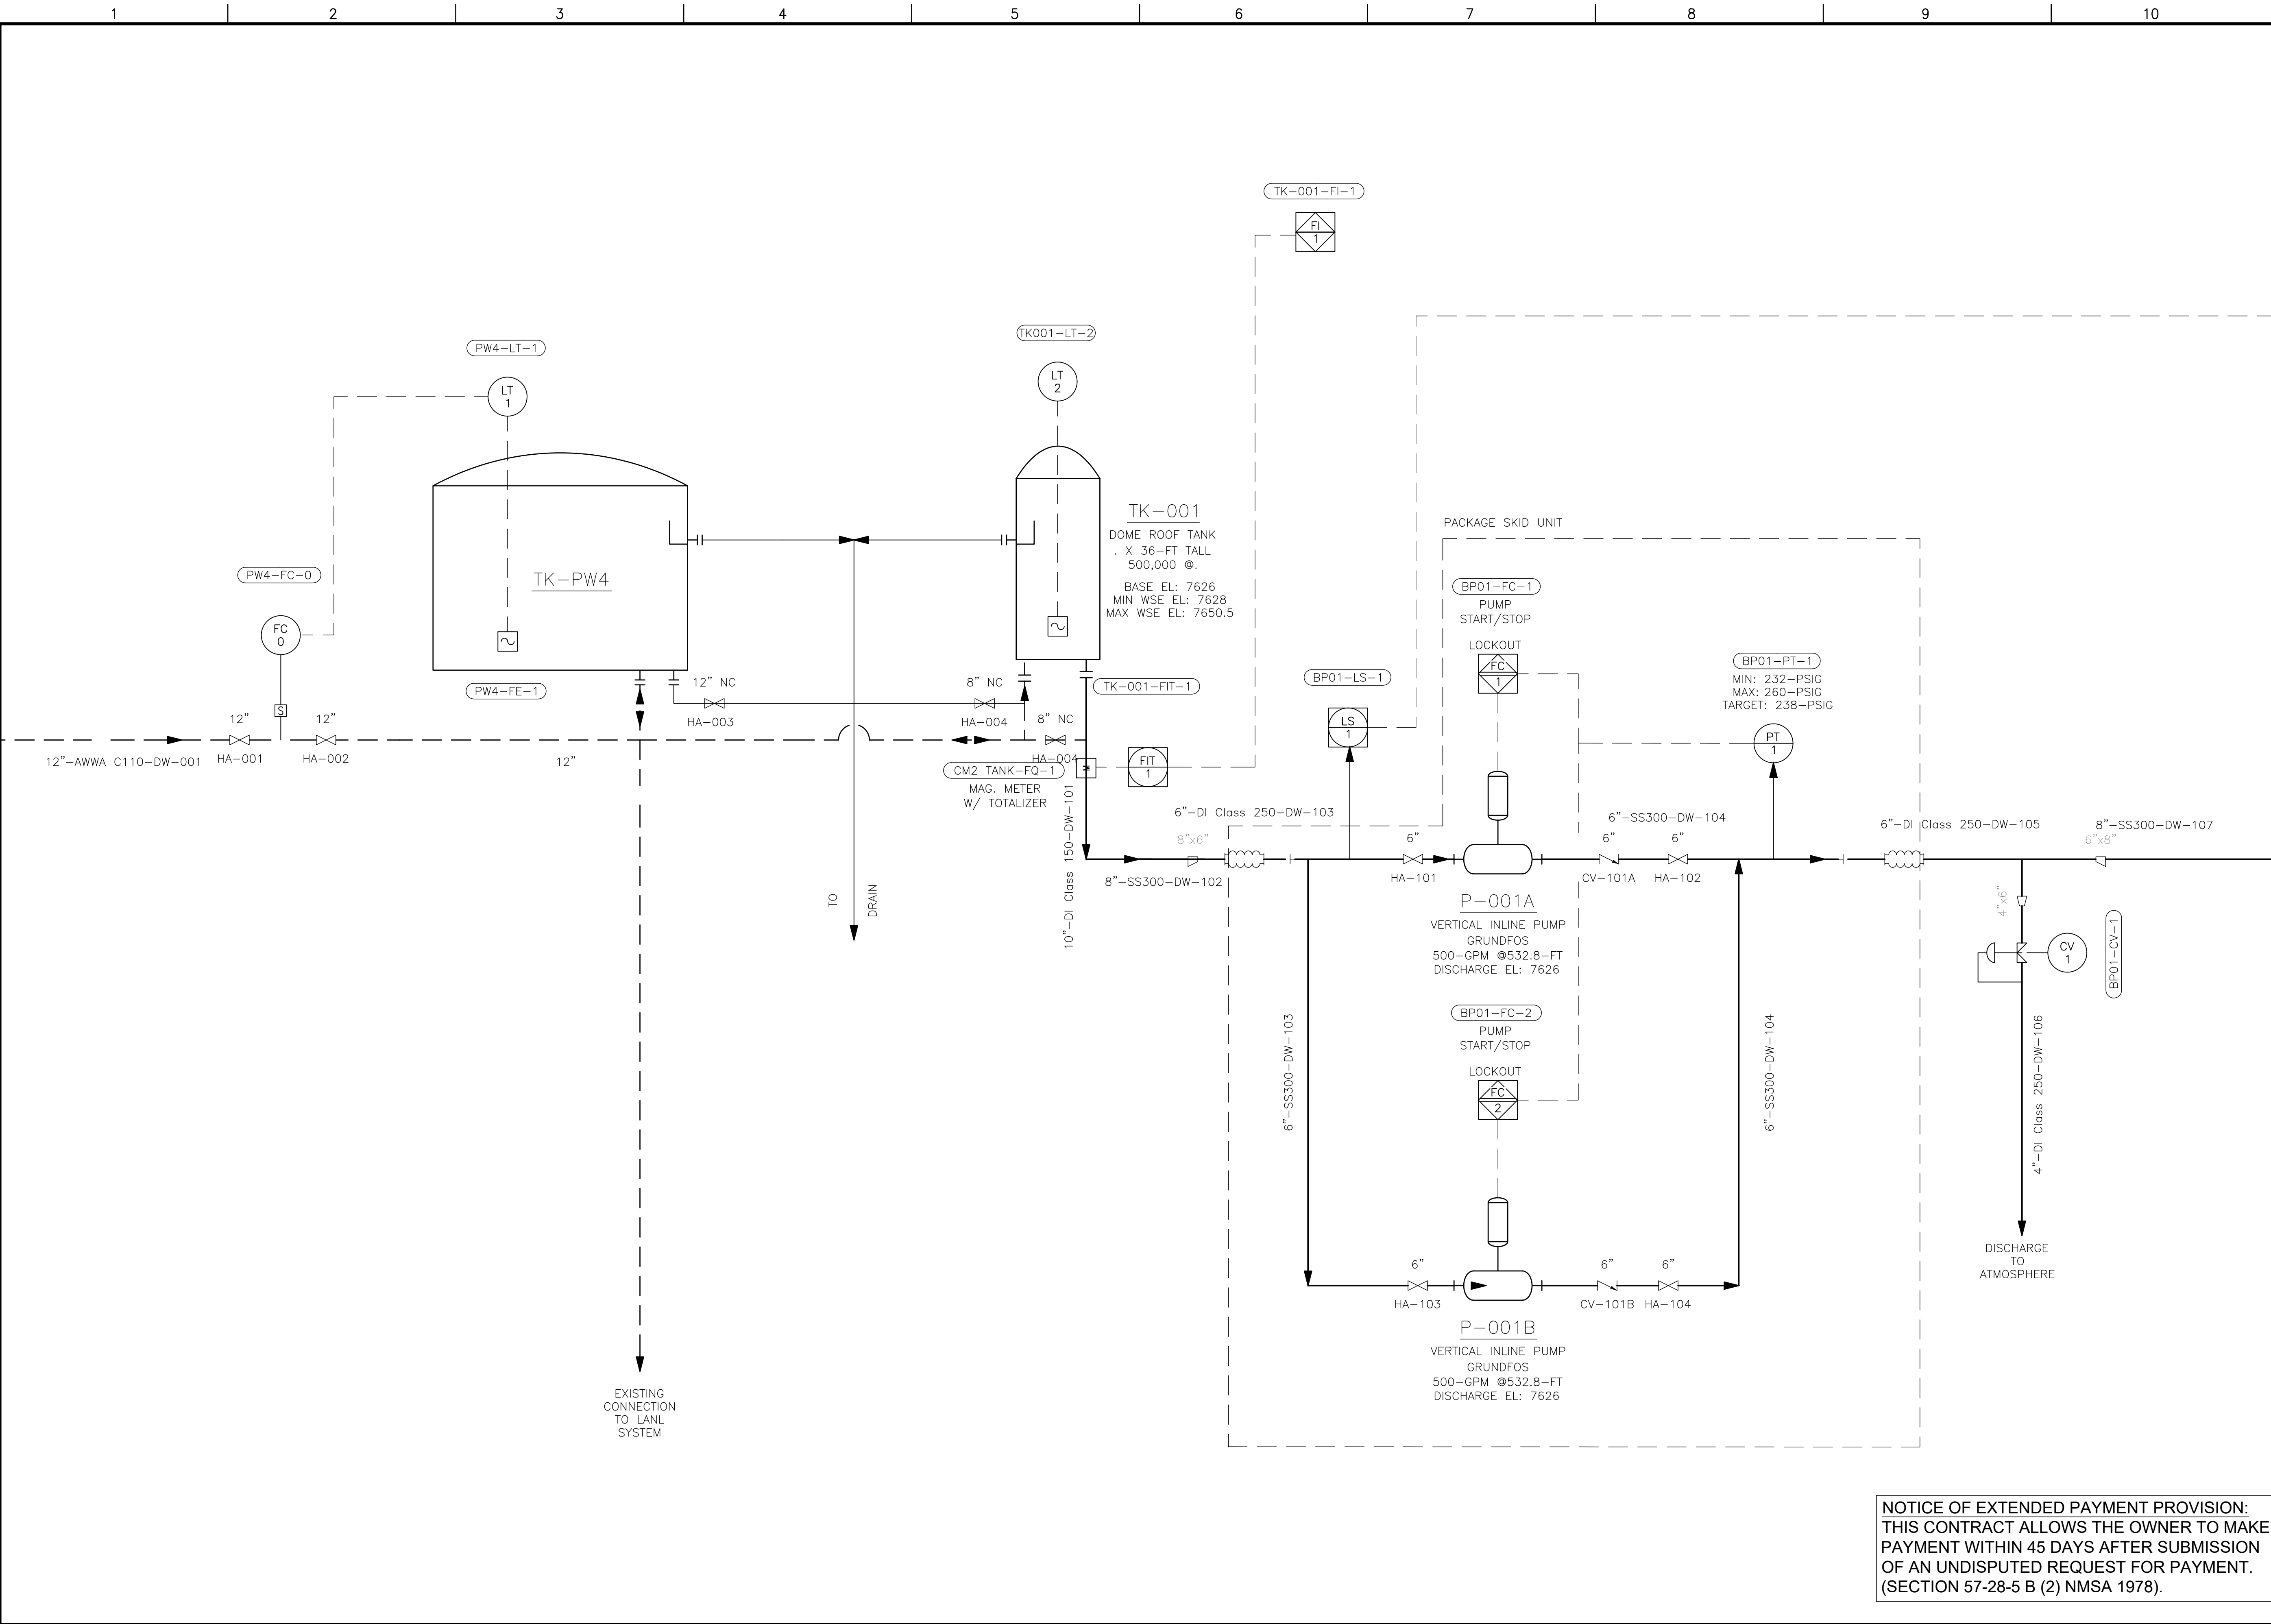 1 2 3 4 5 6 7 8 9 10
TK-001-FI-1
FI
1
TK001-LT-2
LT
2
PW4-LT-1
LT
1
PW4-FC-0
FC
0
S
TK-PW4
PW4-FE-1
TK-001
DOME ROOF TANK
. X 36-FT TALL
500,000 @.
BASE EL: 7626
MIN WSE EL: 7628
MAX WSE EL: 7650.5
12" NC
HA-003
8" NC
HA-004
8" NC
HA-004
TK-001-FIT-1
FIT
1
CM2 TANK-FQ-1
M
MAG. METER
W/ TOTALIZER
12"
12"
12"-AWWA C110-DW-001
HA-001
HA-002
12"
TO
DRAIN
EXISTING
CONNECTION
TO LANL
SYSTEM
10"-DI Class 150-DW-101
8"-SS300-DW-102
8"x6"
6"-DI Class 250-DW-103
PACKAGE SKID UNIT
BP01-LS-1
LS
1
BP01-FC-1
PUMP
START/STOP
LOCKOUT
FC
1
BP01-PT-1
MIN: 232-PSIG
MAX: 260-PSIG
TARGET: 238-PSIG
PT
1
6"
HA-101
6"-SS300-DW-104
6"
6"
CV-101A
HA-102
P-001A
VERTICAL INLINE PUMP
GRUNDFOS
500-GPM @532.8-FT
DISCHARGE EL: 7626
BP01-FC-2
PUMP
START/STOP
LOCKOUT
FC
2
6"-SS300-DW-103
6"-SS300-DW-104
6"
HA-103
6"
6"
CV-101B
HA-104
P-001B
VERTICAL INLINE PUMP
GRUNDFOS
500-GPM @532.8-FT
DISCHARGE EL: 7626
6"-DI Class 250-DW-105
8"-SS300-DW-107
6"x8"
4"x6"
CV
1
BP01-CV-1
4"-DI Class 250-DW-106
DISCHARGE
TO
ATMOSPHERE
NOTICE OF EXTENDED PAYMENT PROVISION:
THIS CONTRACT ALLOWS THE OWNER TO MAKE
PAYMENT WITHIN 45 DAYS AFTER SUBMISSION
OF AN UNDISPUTED REQUEST FOR PAYMENT.
(SECTION 57-28-5 B (2) NMSA 1978).